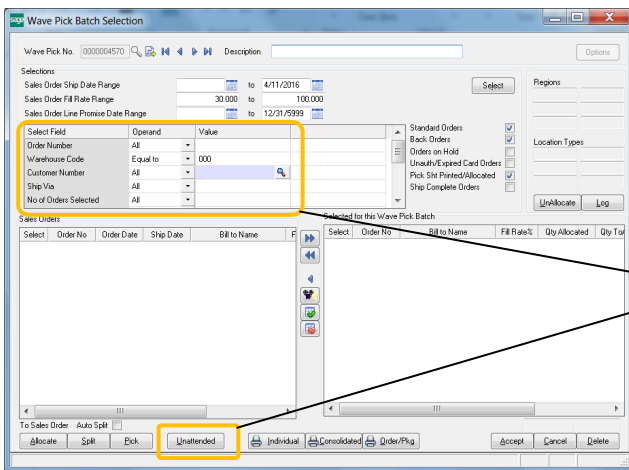 sage Wave Pick Batch Selection
Wave Pick No. 0000004570 Description Options
Selections
Sales Order Ship Date Range to 4/11/2016 Select
Sales Order Fill Rate Range 30.000 to 100.000
Sales Order Line Promise Date Range to 12/31/5999
Select Field Operand Value
Order Number All
Warehouse Code Equal to 000
Customer Number All
Ship Via All
No of Orders Selected All
Standard Orders
Back Orders
Orders on Hold
Unauth/Expired Card Orders
Pick Sht Printed/Allocated
Ship Complete Orders
Regions
Location Types
UnAllocate Log
Sales Orders
Select Order No Order Date Ship Date Bill to Name F
Selected for this Wave Pick Batch
Select Order No Bill to Name Fill Rate% Qty Allocated Qty To
To Sales Order Auto Split
Allocate Split Pick Unattended Individual Consolidated Order/Pkg Accept Cancel Delete